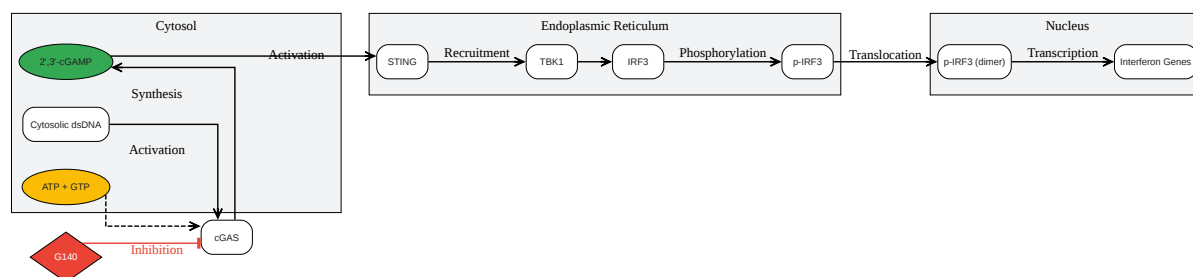 Cytosol
2',3'-cGAMP
Activation
Synthesis
Cytosolic dsDNA
Activation
ATP + GTP
cGAS
G140
Inhibition
Endoplasmic Reticulum
STING
Recruitment
TBK1
IRF3
Phosphorylation
p-IRF3
Translocation
Nucleus
p-IRF3 (dimer)
Transcription
Interferon Genes